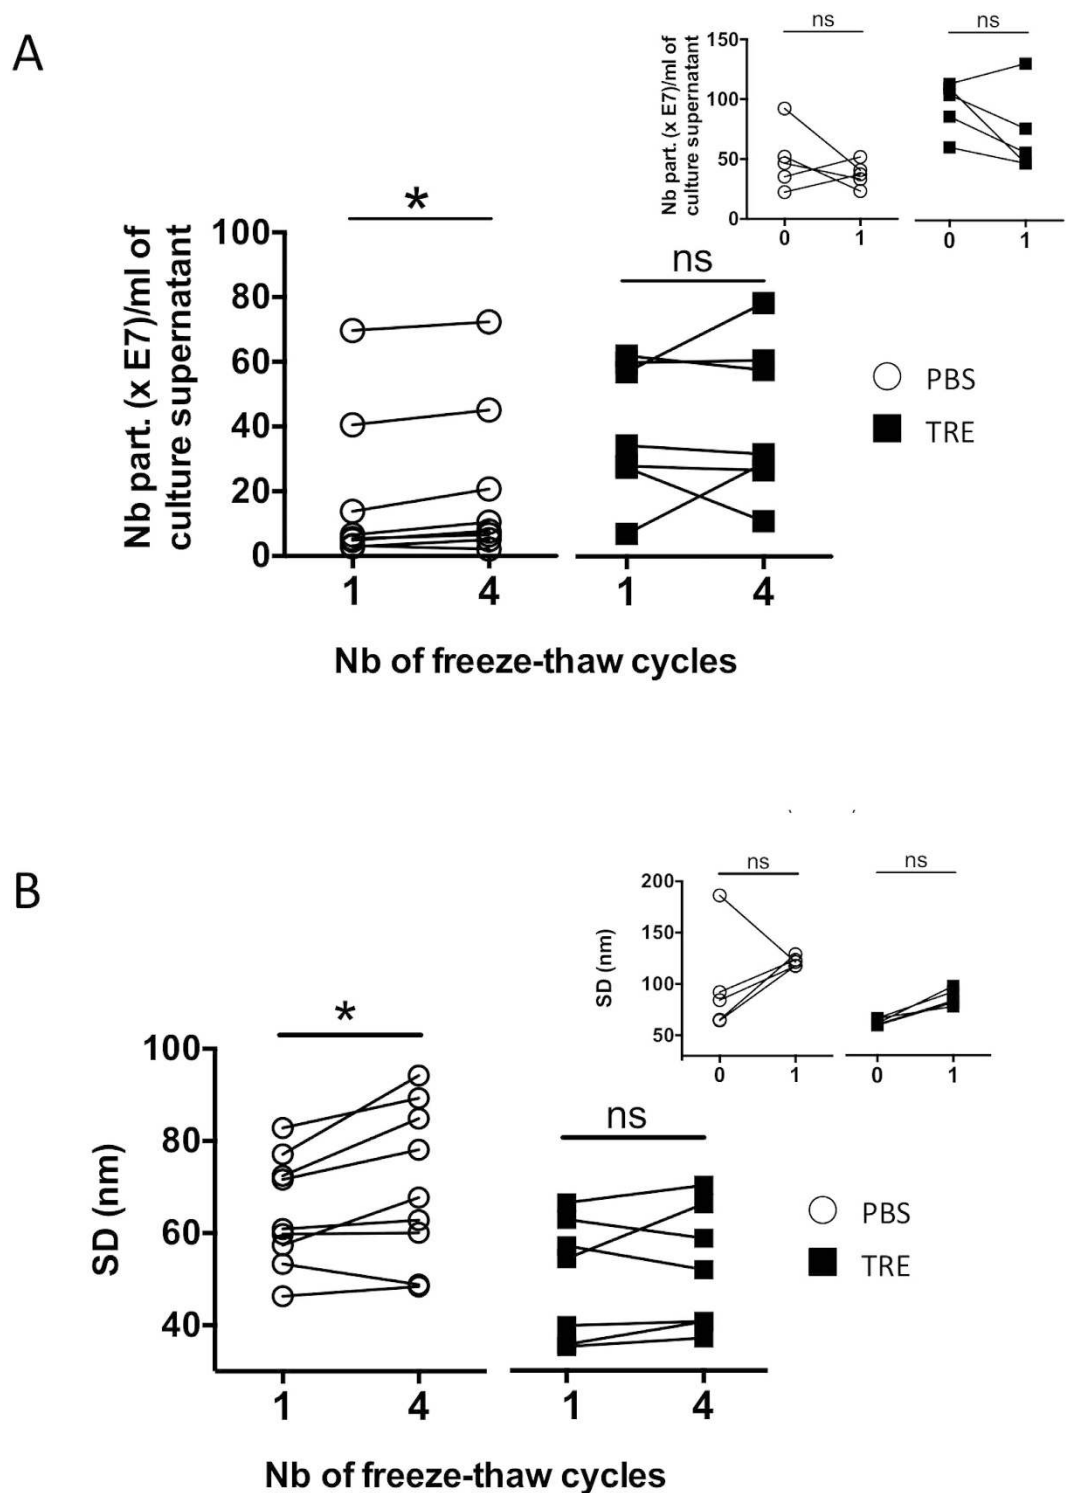 A
ns
ns
Nb part. (x E7)/ml of
culture supernatant
150
100
50
0
0
1
0
1
*
ns
Nb part. (x E7)/ml of
culture supernatant
100
80
60
40
20
0
1
4
1
4
PBS
TRE
Nb of freeze-thaw cycles
B
ns
ns
SD (nm)
200
150
100
50
0
1
0
1
*
ns
SD (nm)
100
80
60
40
1
4
1
4
PBS
TRE
Nb of freeze-thaw cycles